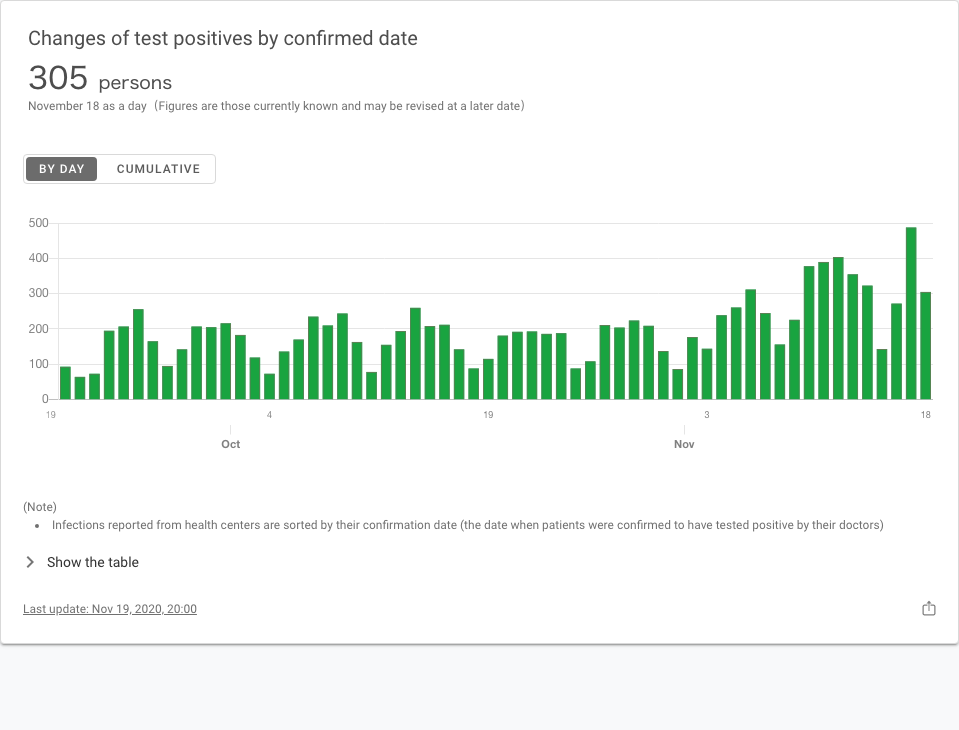 Changes of test positives by confirmed date
305 persons
November 18 as a day（Figures are those currently known and may be revised at a later date）
BY DAY CUMULATIVE
500
400
300
200
100
0
19 4 19 3 18
Oct Nov
(Note)
• Infections reported from health centers are sorted by their confirmation date (the date when patients were confirmed to have tested positive by their doctors)
Show the table
Last update: Nov 19, 2020, 20:00